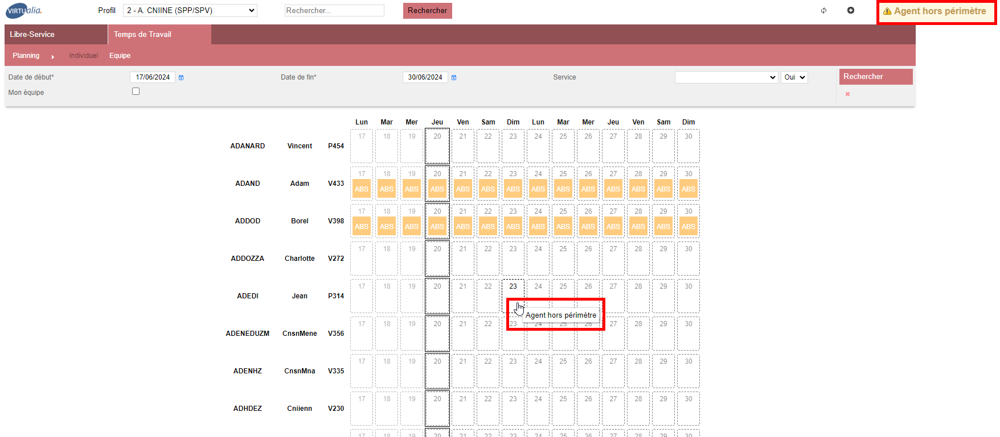 VIRTUalia.
Profil 2 - A. CNIINE (SPP/SPV) Rechercher... Rechercher Agent hors périmètre
Libre-Service Temps de Travail
Planning Individuel Equipe
Date de début* 17/06/2024 Date de fin* 30/06/2024 Service Oui Rechercher
Mon équipe
Lun Mar Mer Jeu Ven Sam Dim Lun Mar Mer Jeu Ven Sam Dim
17 18 19 20 21 22 23 24 25 26 27 28 29 30
ADANARD Vincent P454
17 18 19 20 21 22 23 24 25 26 27 28 29 30
ADAND Adam V433 ABS ABS ABS ABS ABS ABS ABS ABS ABS ABS ABS ABS ABS ABS
17 18 19 20 21 22 23 24 25 26 27 28 29 30
ADDOD Borel V398 ABS ABS ABS ABS ABS ABS ABS ABS ABS ABS ABS ABS ABS ABS
17 18 19 20 21 22 23 24 25 26 27 28 29 30
ADDOZZA Charlotte V272
17 18 19 20 21 22 23 24 25 26 27 28 29 30
ADEDI Jean P314
Agent hors périmètre
17 18 19 20 21 22 23 24 25 26 27 28 29 30
ADENEDUZM CnsnMene V356
17 18 19 20 21 22 23 24 25 26 27 28 29 30
ADENHZ CnsnMna V335
17 18 19 20 21 22 23 24 25 26 27 28 29 30
ADHDEZ Cniienn V230
17 18 19 20 21 22 23 24 25 26 27 28 29 30